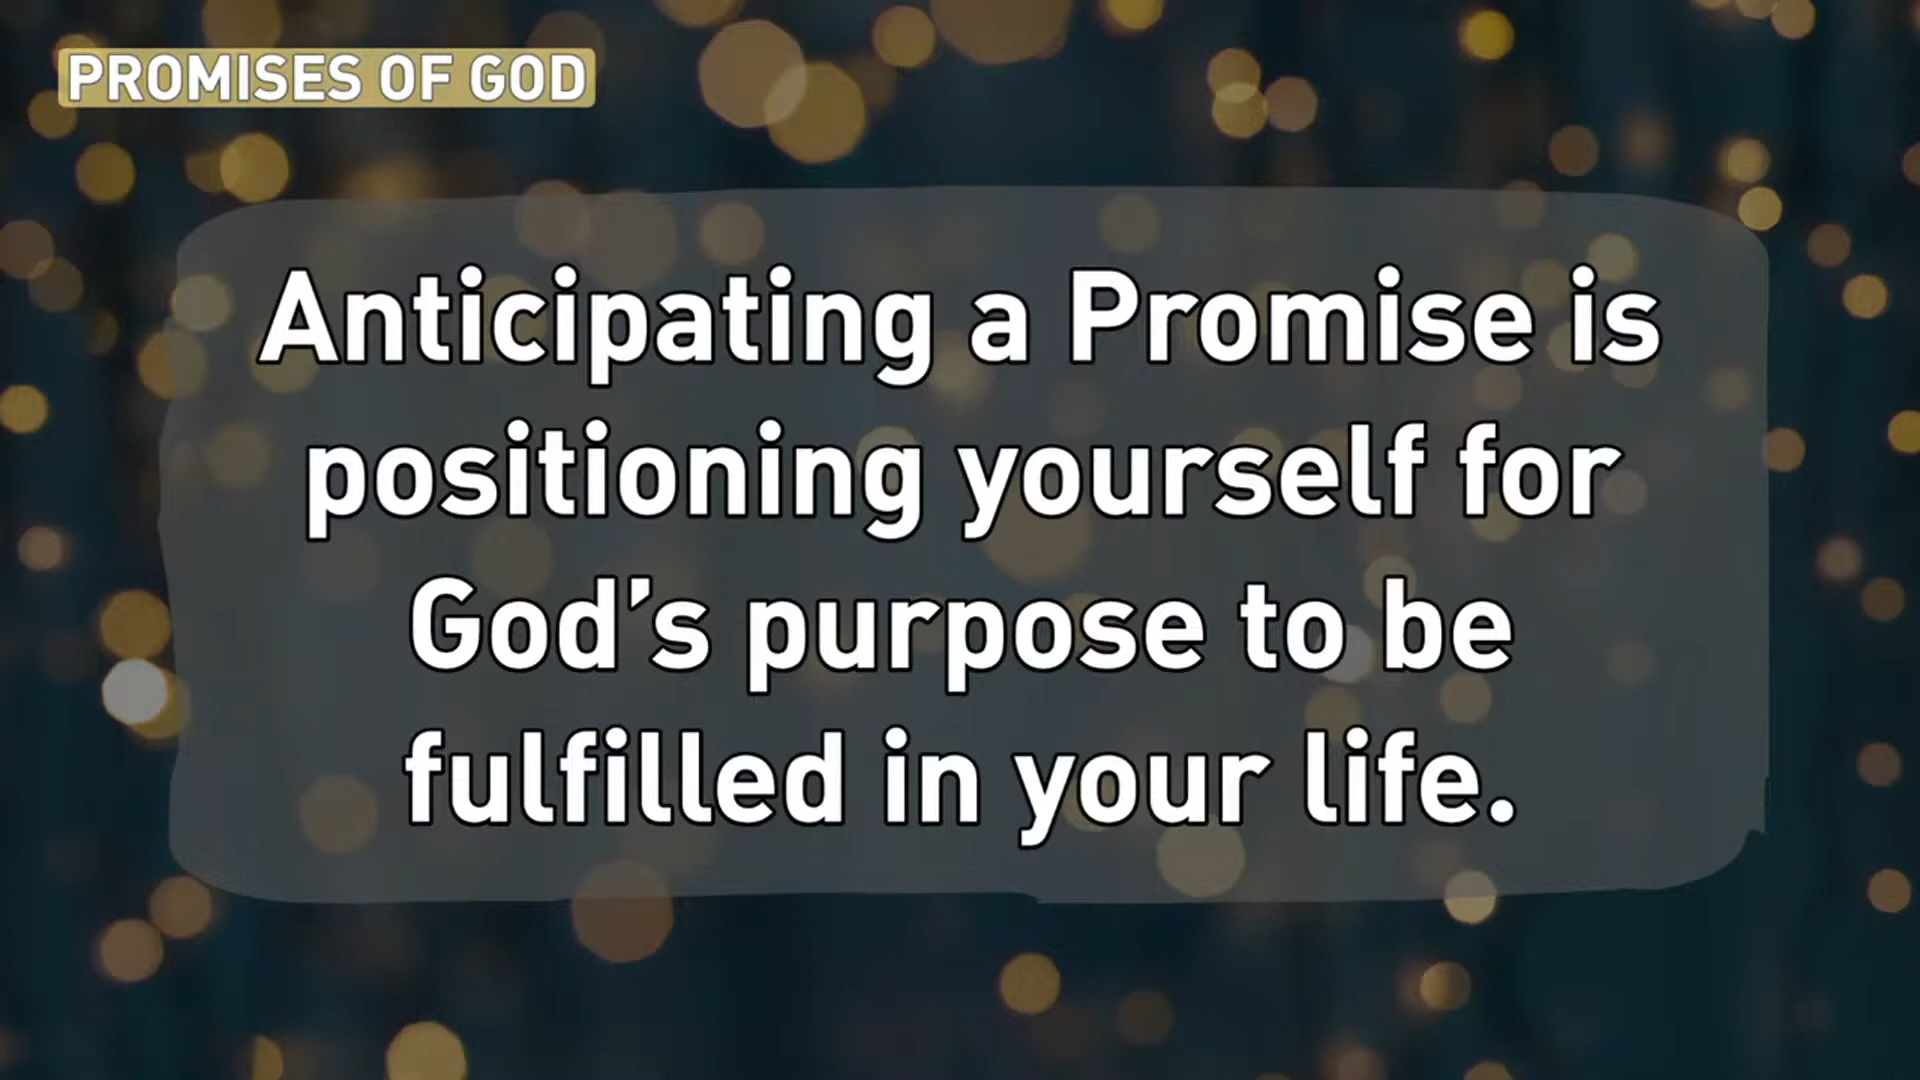 PROMISES OF GOD
Anticipating a Promise is
positioning yourself for
God’s purpose to be
fulfilled in your life.